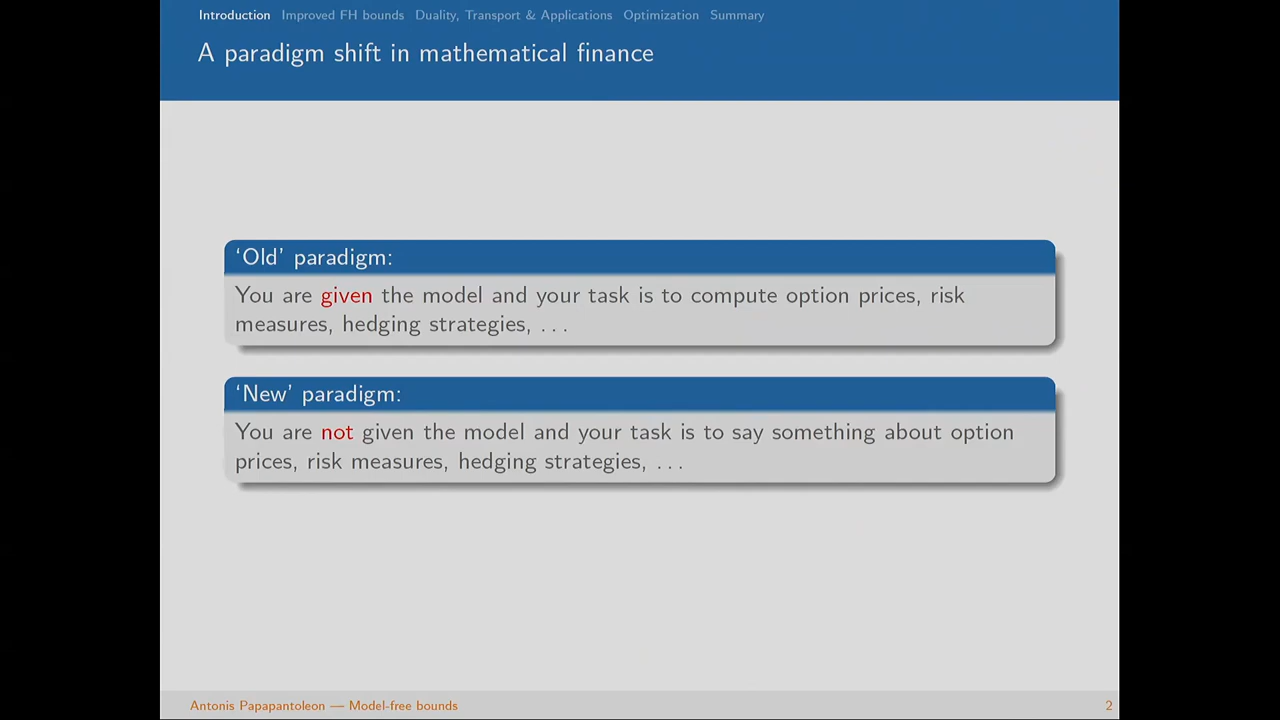 Introduction Improved FH bounds Duality, Transport & Applications Optimization Summary
A paradigm shift in mathematical finance
‘Old’ paradigm:
You are given the model and your task is to compute option prices, risk
measures, hedging strategies, . . .
‘New’ paradigm:
You are not given the model and your task is to say something about option
prices, risk measures, hedging strategies, . . .
Antonis Papapantoleon — Model-free bounds 2